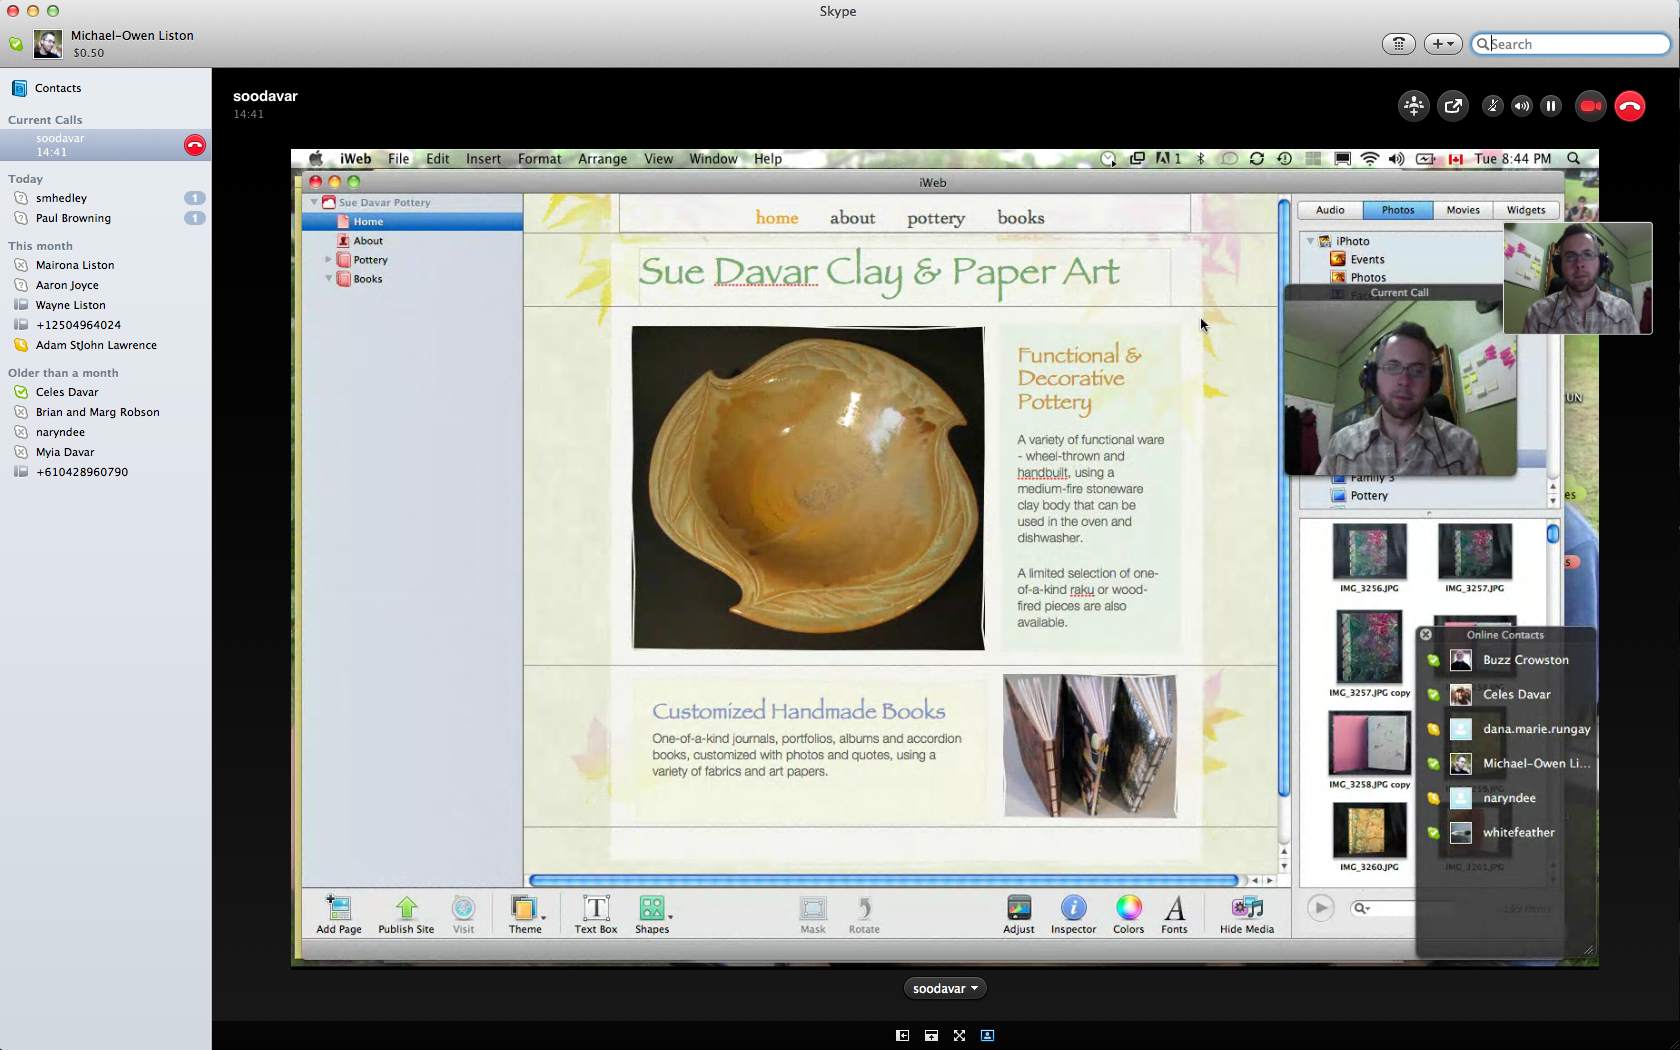 Skype
Michael-Owen Liston
$0.50
Search
Contacts
Current Calls
soodavar
14:41
Today
smhedley
1
Paul Browning
1
This month
Mairona Liston
Aaron Joyce
Wayne Liston
+12504964024
Adam StJohn Lawrence
Older than a month
Celes Davar
Brian and Marg Robson
naryndee
Myia Davar
+610428960790
soodavar
14:41
iWeb File Edit Insert Format Arrange View Window Help
1
Tue 8:44 PM
iWeb
Sue Davar Pottery
Home
About
Pottery
Books
home about pottery books
Sue Davar Clay & Paper Art
Functional &
Decorative
Pottery
A variety of functional ware
- wheel-thrown and
handbuilt, using a
medium-fire stoneware
clay body that can be
used in the oven and
dishwasher.
A limited selection of one-
of-a-kind raku or wood-
fired pieces are also
available.
Customized Handmade Books
One-of-a-kind journals, portfolios, albums and accordion
books, customized with photos and quotes, using a
variety of fabrics and art papers.
Audio Photos Movies Widgets
iPhoto
Events
Photos
Current Call
Family 3
Pottery
UN
es
s
IMG_3256.JPG IMG_3257.JPG
IMG_3257.JPG copy
IMG_3258.JPG copy
IMG_3260.JPG IMG_3261.JPG
Online Contacts
Buzz Crowston
Celes Davar
dana.marie.rungay
Michael-Owen Li...
naryndee
whitefeather
Add Page Publish Site Visit Theme Text Box Shapes Mask Rotate Adjust Inspector Colors Fonts Hide Media
soodavar